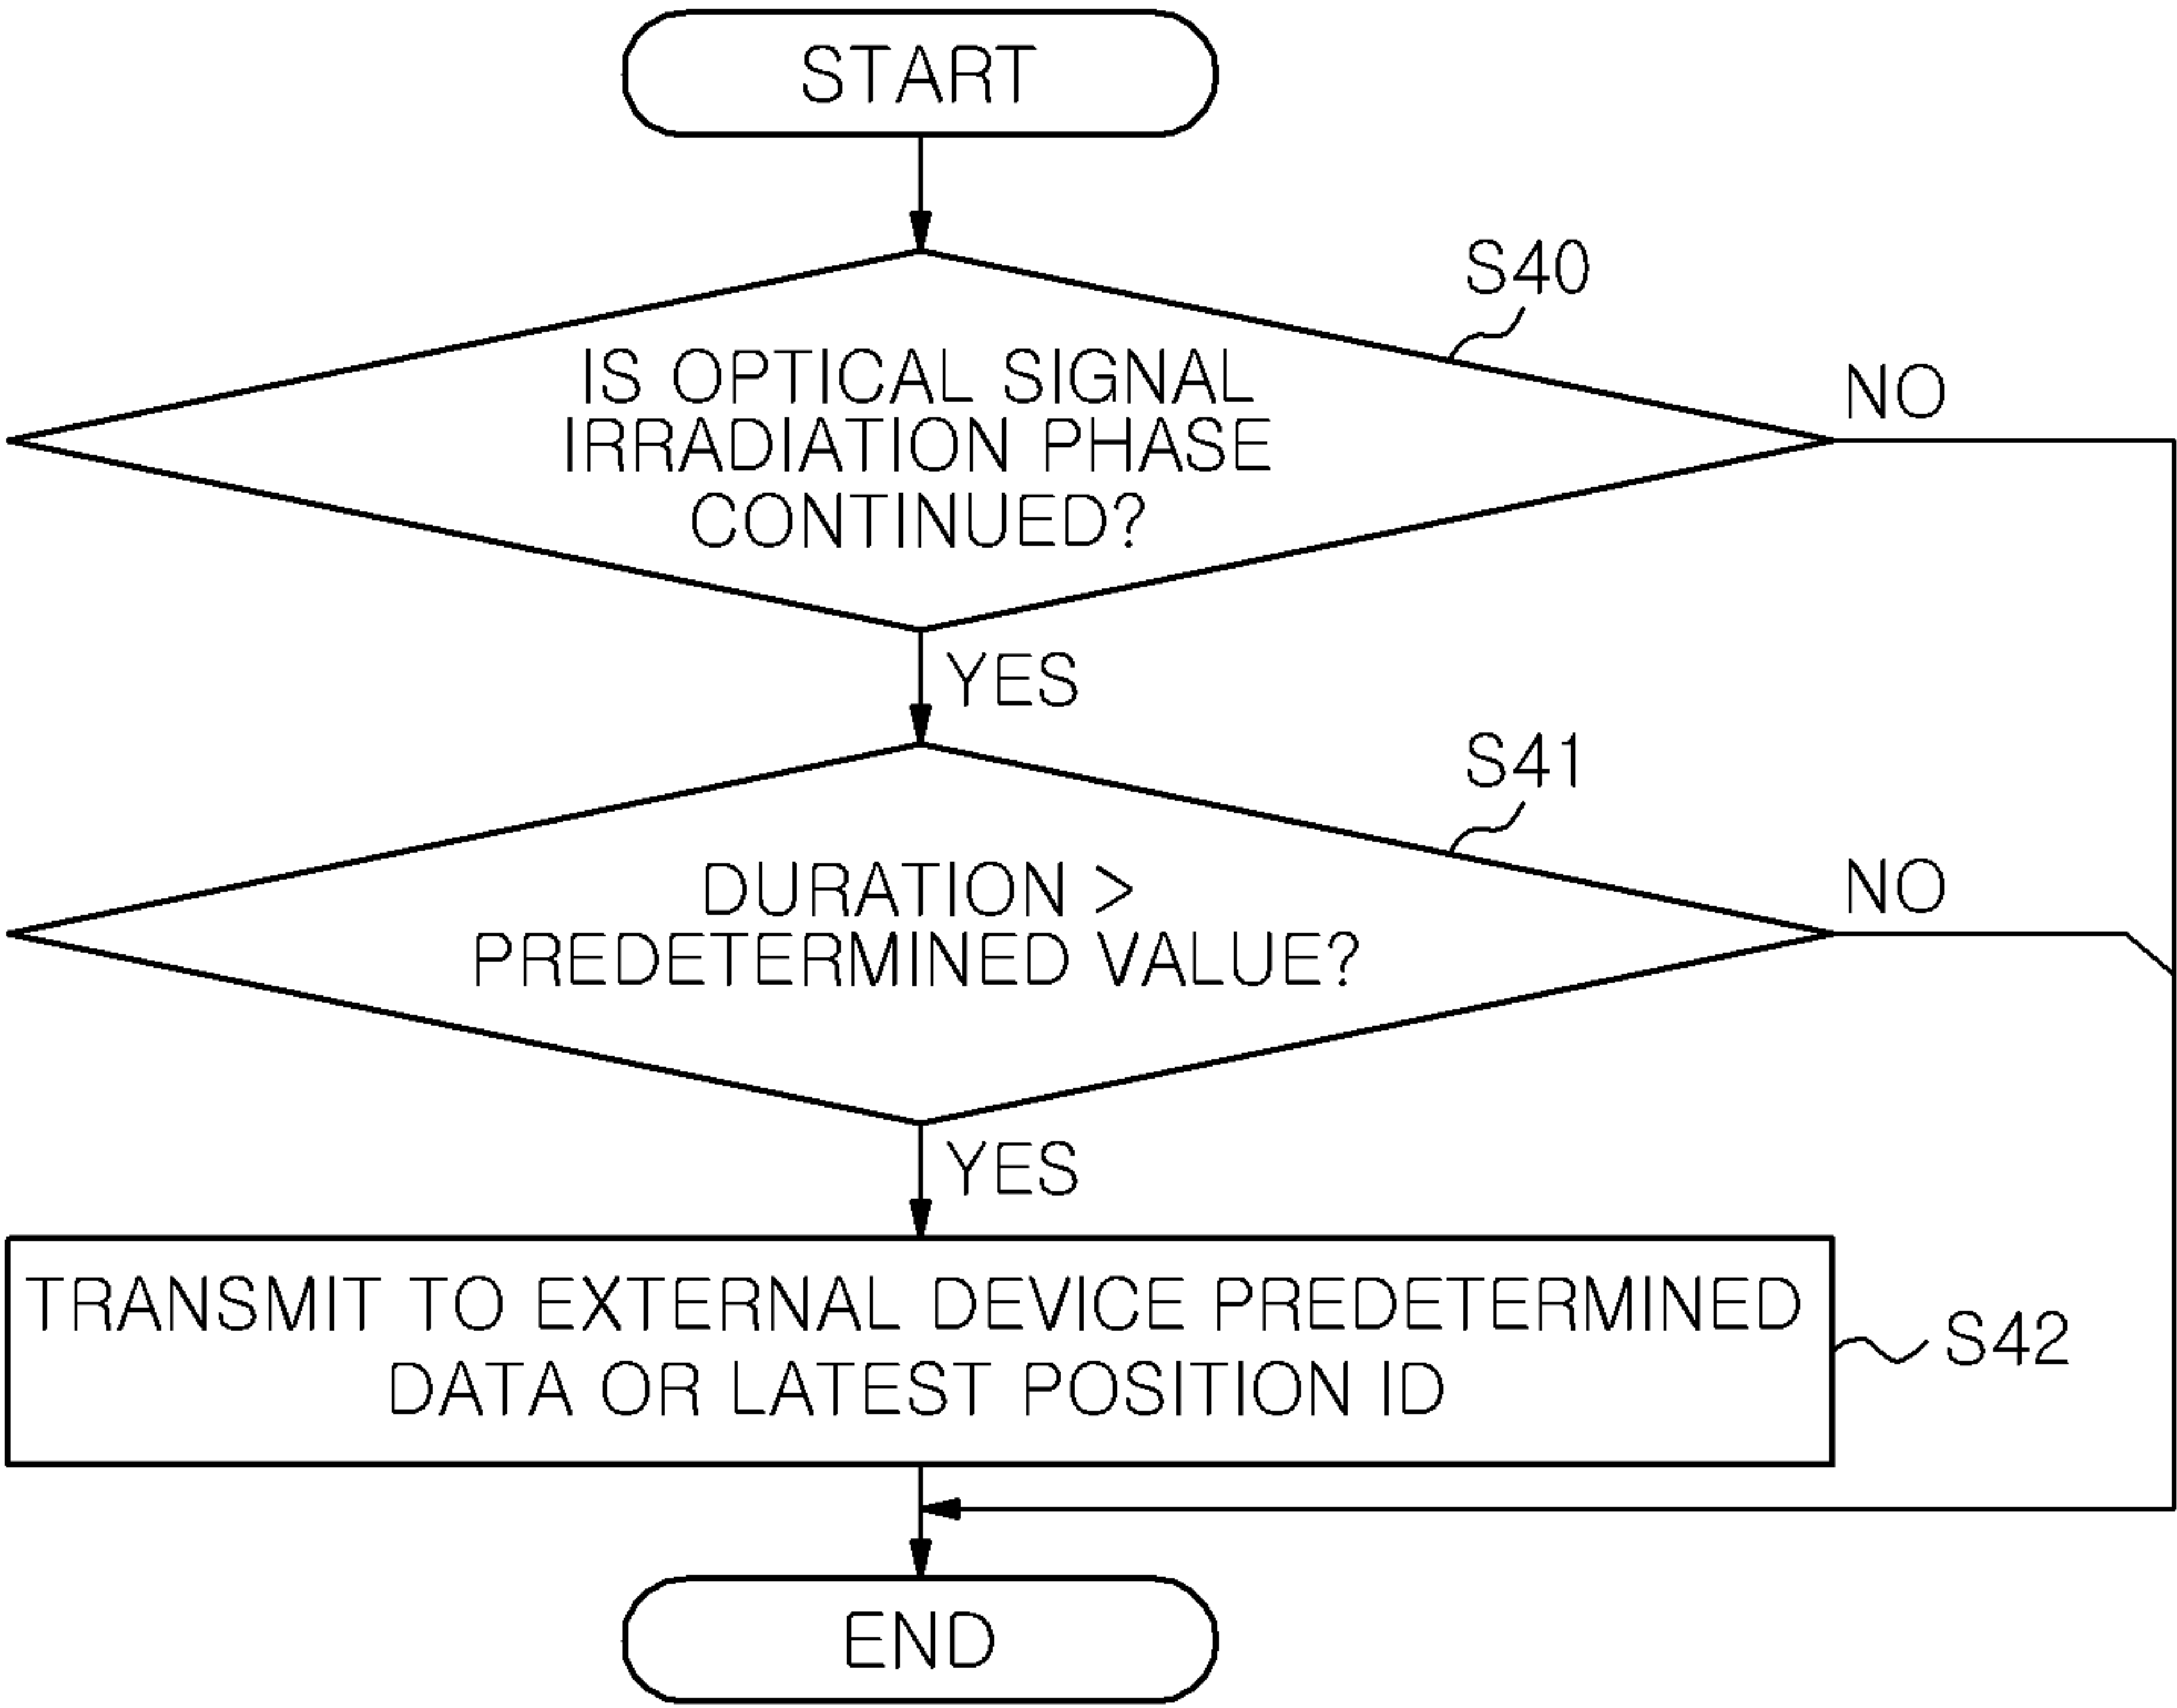 START
S40
IS OPTICAL SIGNAL
IRRADIATION PHASE
CONTINUED?
NO
YES
S41
DURATION >
PREDETERMINED VALUE?
NO
YES
TRANSMIT TO EXTERNAL DEVICE PREDETERMINED
DATA OR LATEST POSITION ID
S42
END